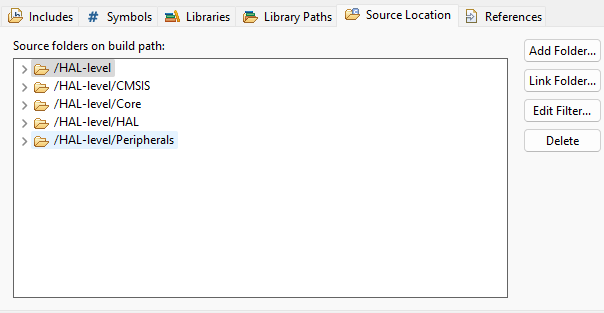 Includes # Symbols Libraries Library Paths Source Location References
Source folders on build path:
/HAL-level
/HAL-level/CMSIS
/HAL-level/Core
/HAL-level/HAL
/HAL-level/Peripherals
Add Folder...
Link Folder...
Edit Filter...
Delete